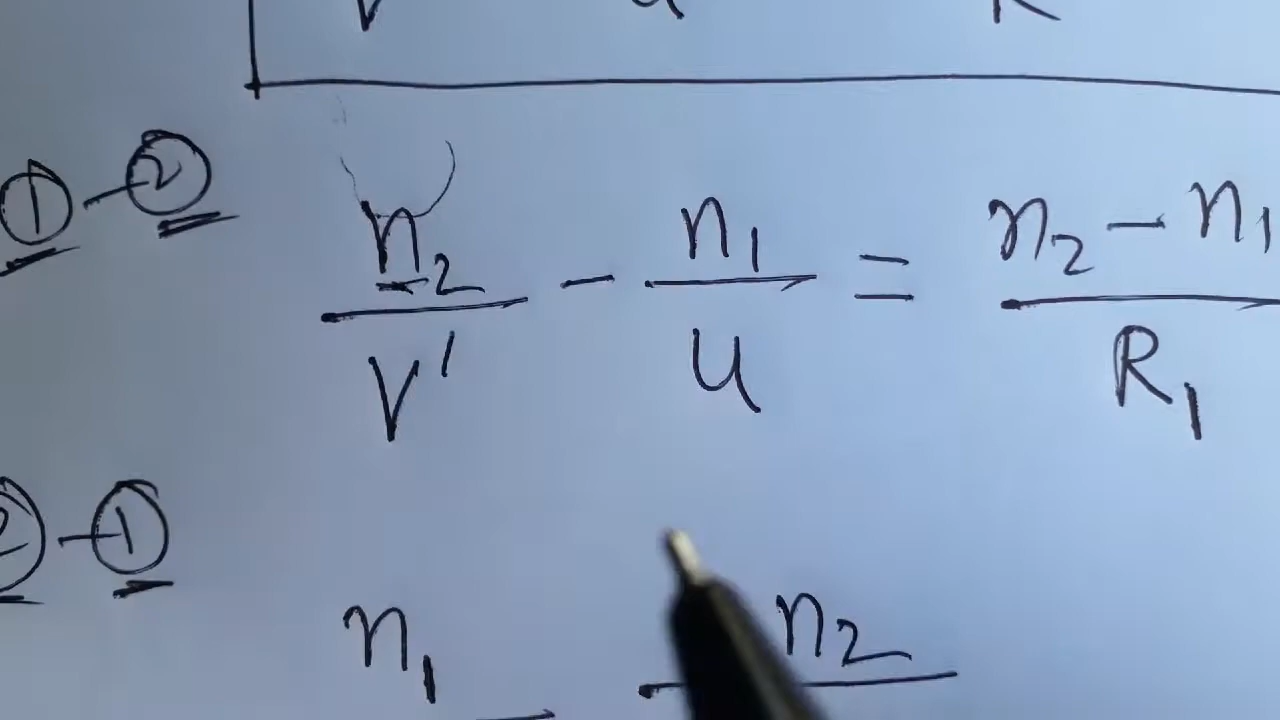 V u R
① - ② n₂/V' - n₁/u = n₂ - n₁/R₁
② - ① n₁ n₂